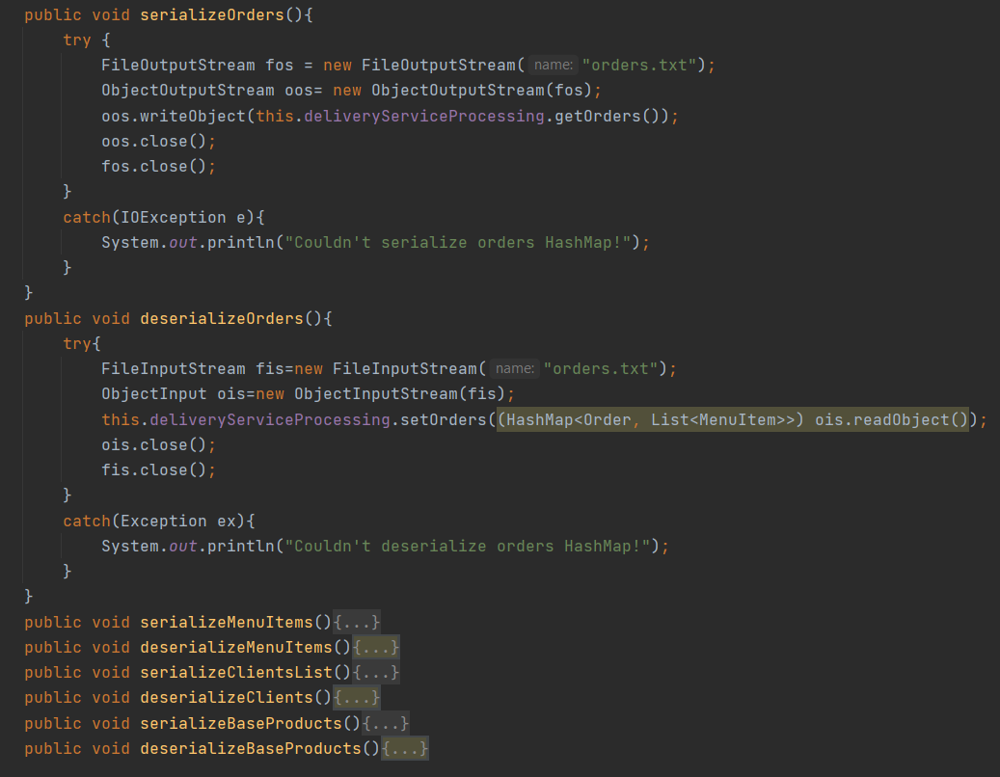 public void serializeOrders(){
    try {
        FileOutputStream fos = new FileOutputStream( name: "orders.txt");
        ObjectOutputStream oos= new ObjectOutputStream(fos);
        oos.writeObject(this.deliveryServiceProcessing.getOrders());
        oos.close();
        fos.close();
    }
    catch(IOException e){
        System.out.println("Couldn't serialize orders HashMap!");
    }
}
public void deserializeOrders(){
    try{
        FileInputStream fis=new FileInputStream( name: "orders.txt");
        ObjectInput ois=new ObjectInputStream(fis);
        this.deliveryServiceProcessing.setOrders((HashMap<Order, List<MenuItem>>) ois.readObject());
        ois.close();
        fis.close();
    }
    catch(Exception ex){
        System.out.println("Couldn't deserialize orders HashMap!");
    }
}
public void serializeMenuItems(){...}
public void deserializeMenuItems(){...}
public void serializeClientsList(){...}
public void deserializeClients(){...}
public void serializeBaseProducts(){...}
public void deserializeBaseProducts(){...}